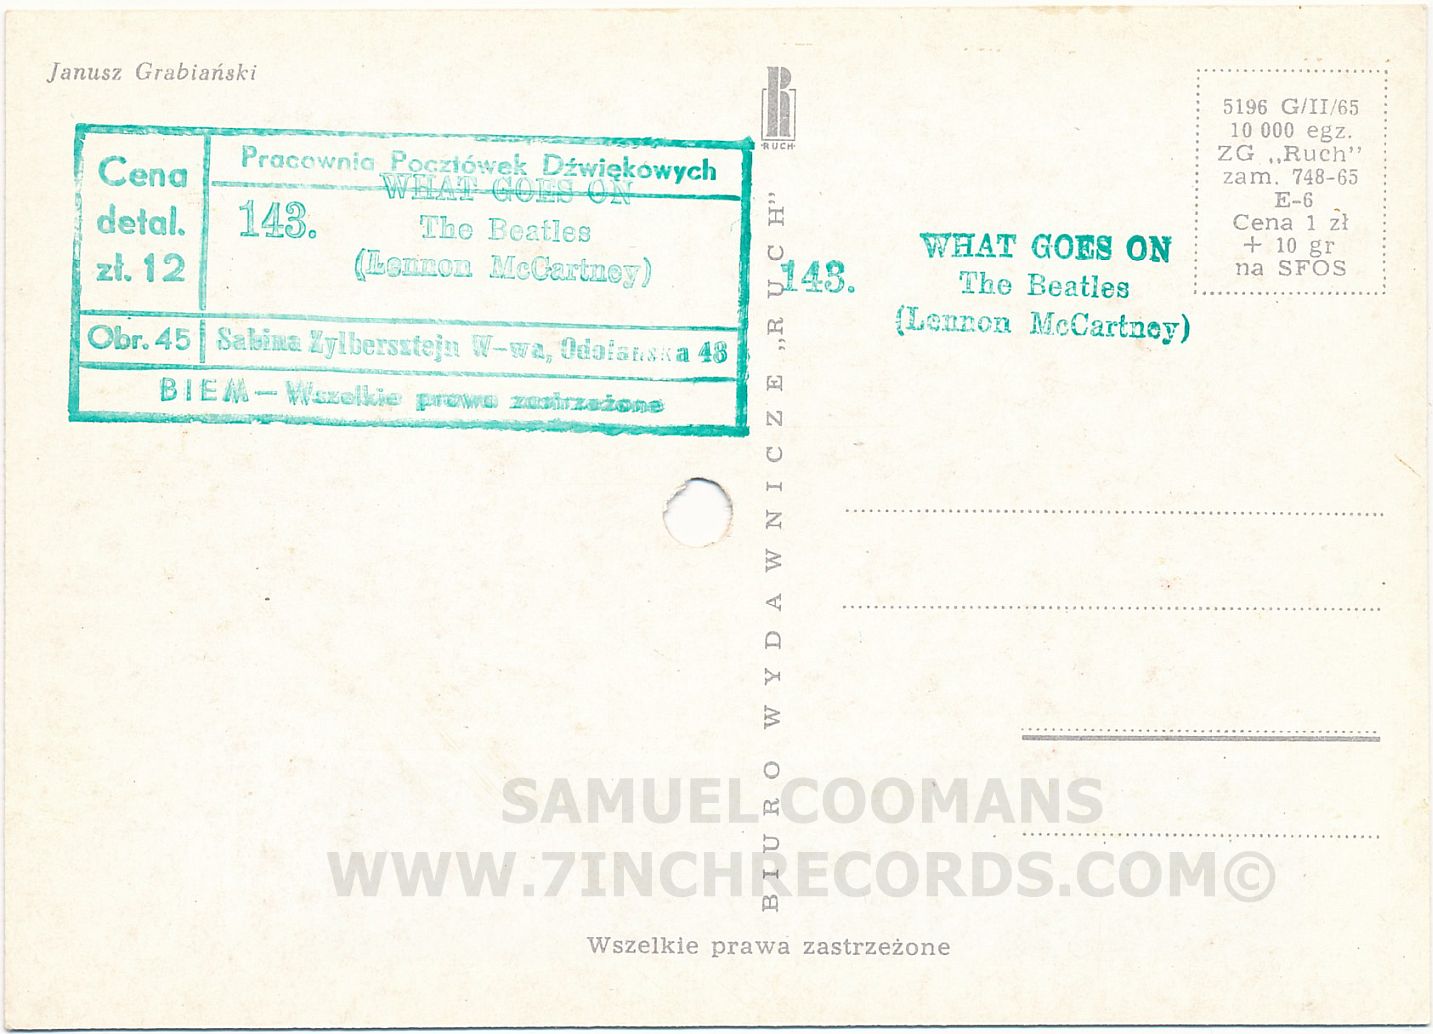 Janusz Grabiański
Cena
detal.
zł. 12
Pracownia Pocztówek Dźwiękowych
143.
WHAT GOES ON
The Beatles
(Lennon McCartney)
Obr. 45
Sabina Zylbersztejn W-wa, Odolańska 48
BIEM — Wszelkie prawa zastrzeżone
R
RUCH
BIURO WYDAWNICZE „RUCH”
143.
WHAT GOES ON
The Beatles
(Lennon McCartney)
5196 G/II/65
10 000 egz.
ZG „Ruch”
zam. 748-65
E-6
Cena 1 zł
+ 10 gr
na SFOS
SAMUEL COOMANS
WWW.7INCHRECORDS.COM©
Wszelkie prawa zastrzeżone